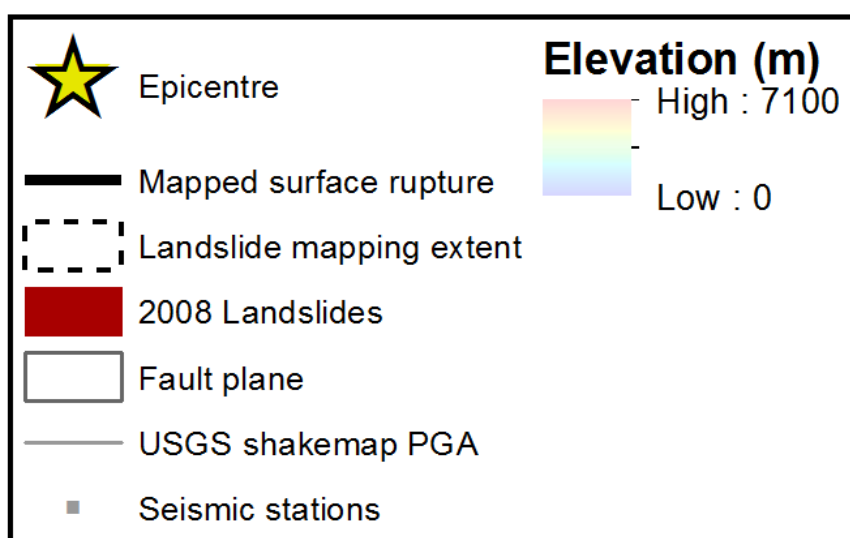 Epicentre
Mapped surface rupture
Landslide mapping extent
2008 Landslides
Fault plane
USGS shakemap PGA
Seismic stations
Elevation (m)
High : 7100
Low : 0